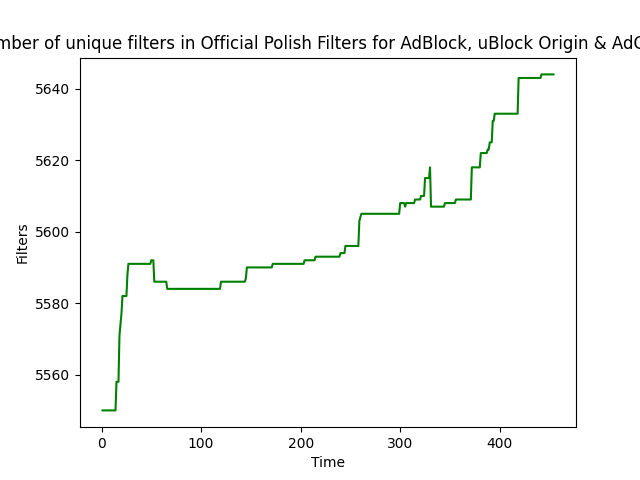 mber of unique filters in Official Polish Filters for AdBlock, uBlock Origin & AdG
5640
5620
5600
5580
5560
Filters
0 100 200 300 400
Time